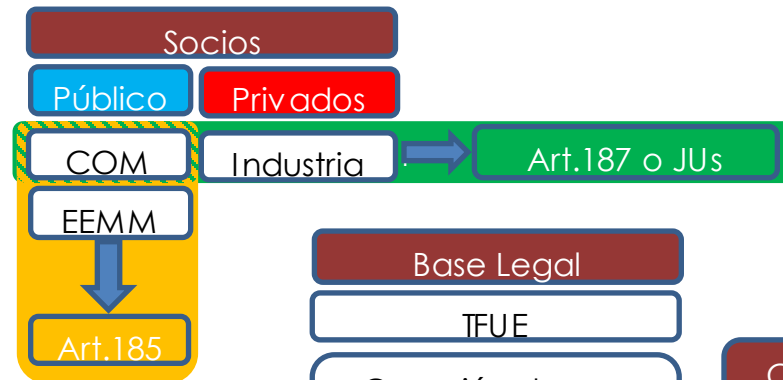 Socios
Público
Privados
COM
Industria
Art.187 o JUs
EEMM
Base Legal
TFUE
Art.185